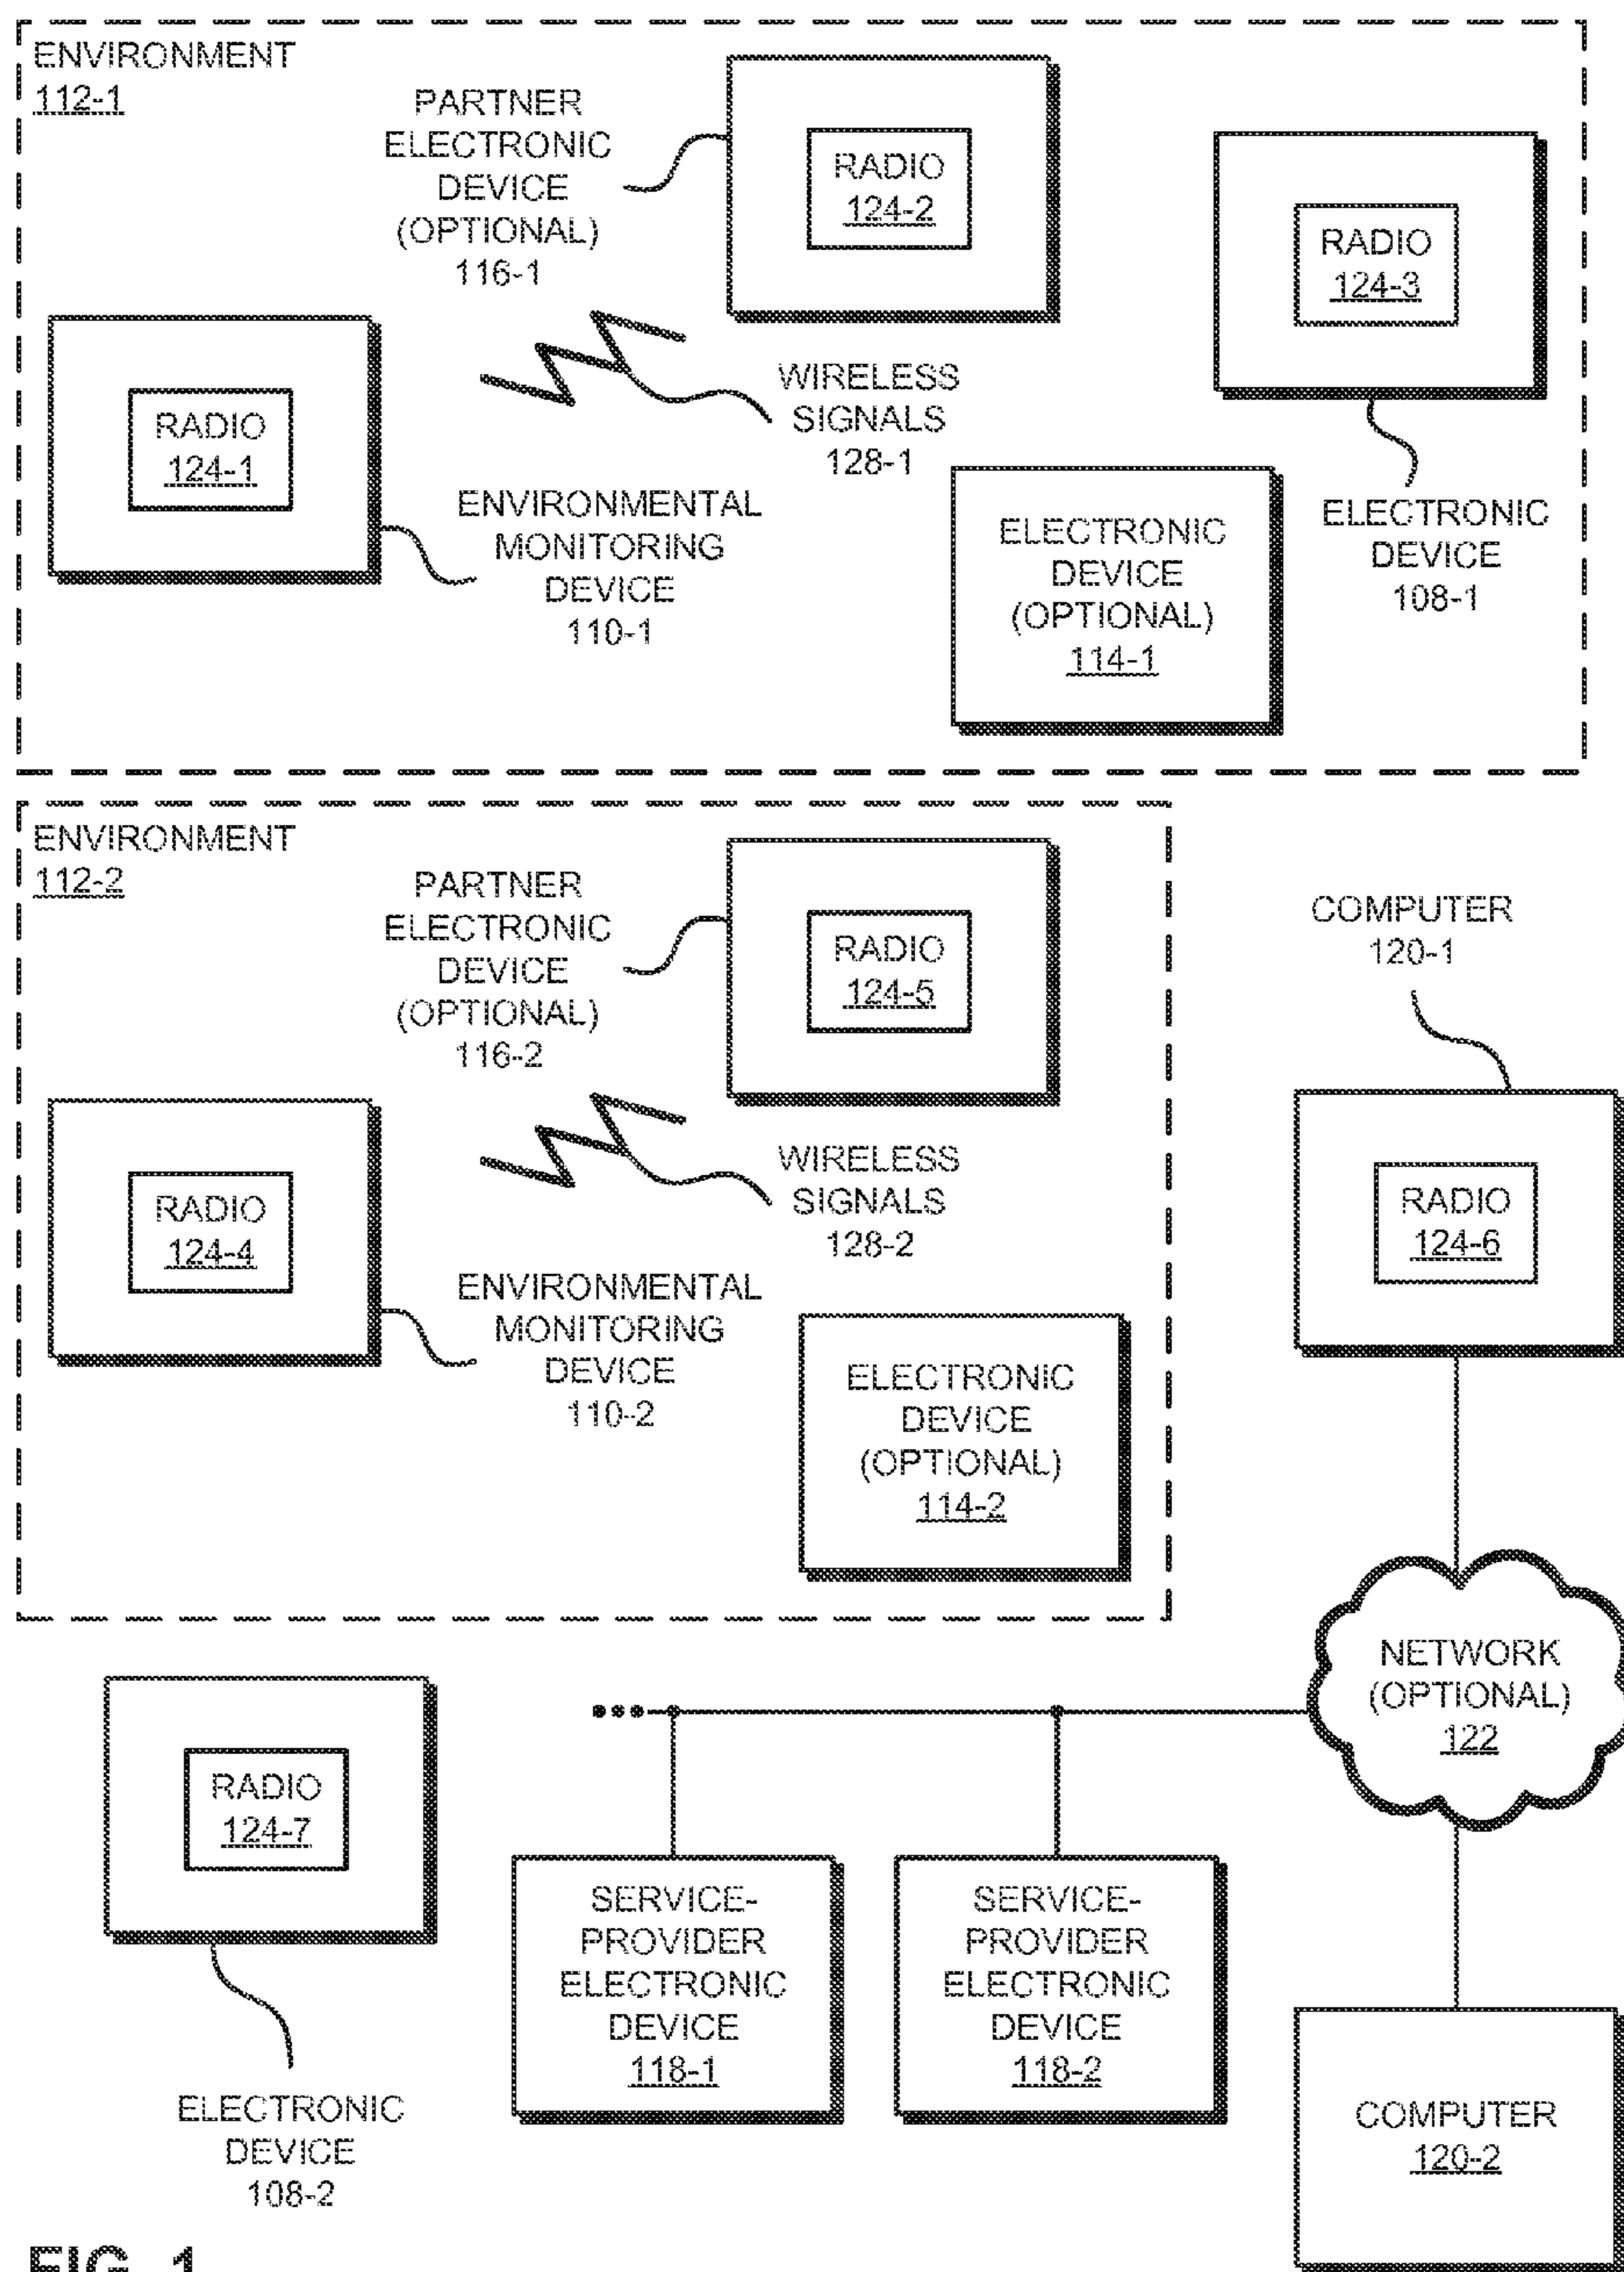 ENVIRONMENT
112-1
PARTNER
ELECTRONIC
DEVICE
(OPTIONAL)
116-1
RADIO
124-2
RADIO
124-3
RADIO
124-1
WIRELESS
SIGNALS
128-1
ENVIRONMENTAL
MONITORING
DEVICE
110-1
ELECTRONIC
DEVICE
(OPTIONAL)
114-1
ELECTRONIC
DEVICE
108-1
ENVIRONMENT
112-2
PARTNER
ELECTRONIC
DEVICE
(OPTIONAL)
116-2
RADIO
124-5
COMPUTER
120-1
RADIO
124-4
WIRELESS
SIGNALS
128-2
RADIO
124-6
ENVIRONMENTAL
MONITORING
DEVICE
110-2
ELECTRONIC
DEVICE
(OPTIONAL)
114-2
NETWORK
(OPTIONAL)
122
RADIO
124-7
SERVICE-
PROVIDER
ELECTRONIC
DEVICE
118-1
SERVICE-
PROVIDER
ELECTRONIC
DEVICE
118-2
ELECTRONIC
DEVICE
108-2
COMPUTER
120-2
FIG. 1